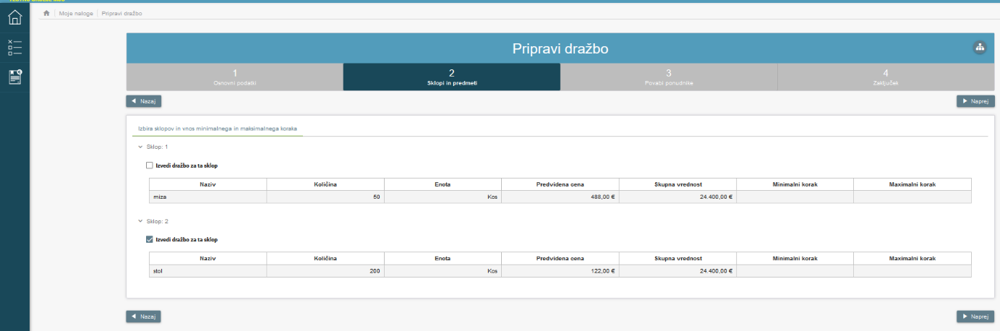 TESTNO OKOLJE MJU
Moje naloge Pripravi dražbo
Pripravi dražbo
1 2 3 4
Osnovni podatki Sklopi in predmeti Povabi ponudnike Zaključek
Nazaj Naprej
Izbira sklopov in vnos minimalnega in maksimalnega koraka
Sklop: 1
Izvedi dražbo za ta sklop
Naziv Količina Enota Predvidena cena Skupna vrednost Minimalni korak Maximalni korak
miza 50 Kos 488,00 € 24.400,00 €
Sklop: 2
Izvedi dražbo za ta sklop
Naziv Količina Enota Predvidena cena Skupna vrednost Minimalni korak Maximalni korak
stol 200 Kos 122,00 € 24.400,00 €
Nazaj Naprej